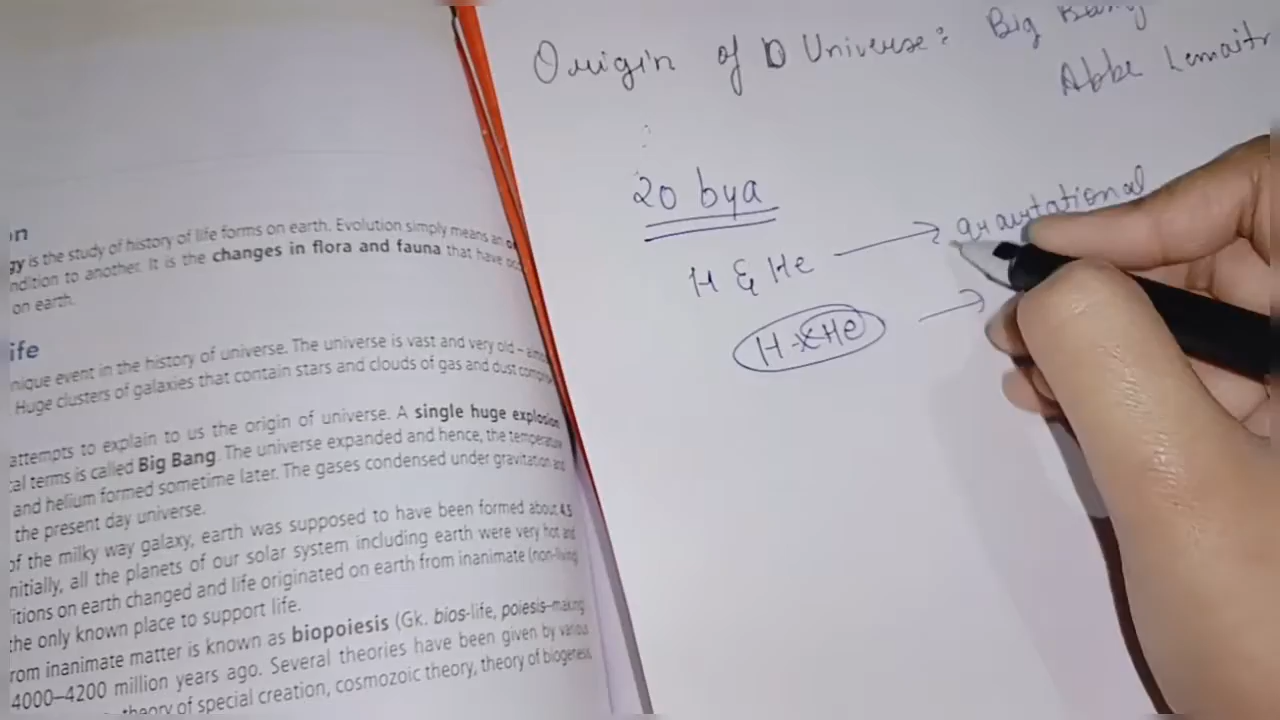 gy is the study of history of life forms on earth. Evolution simply means an
ndition to another. It is the changes in flora and fauna that have
on earth.
ife
nique event in the history of universe. The universe is vast and very old –
Huge clusters of galaxies that contain stars and clouds of gas and dust
attempts to explain to us the origin of universe. A single huge explosion
cal terms is called Big Bang. The universe expanded and hence, the temperature
and helium formed sometime later. The gases condensed under gravitation and
the present day universe.
of the milky way galaxy, earth was supposed to have been formed about 4.5
nitially, all the planets of our solar system including earth were very hot and
itions on earth changed and life originated on earth from inanimate (non-living
the only known place to support life.
rom inanimate matter is known as biopoiesis (Gk. bios-life, poiesis–making
4000–4200 million years ago. Several theories have been given by various
theory of special creation, cosmozoic theory, theory of biogenesis,
Origin of D Universe: Big Bang
Abbe Lemaitr
20 bya
H & He → gravitational
H-He →